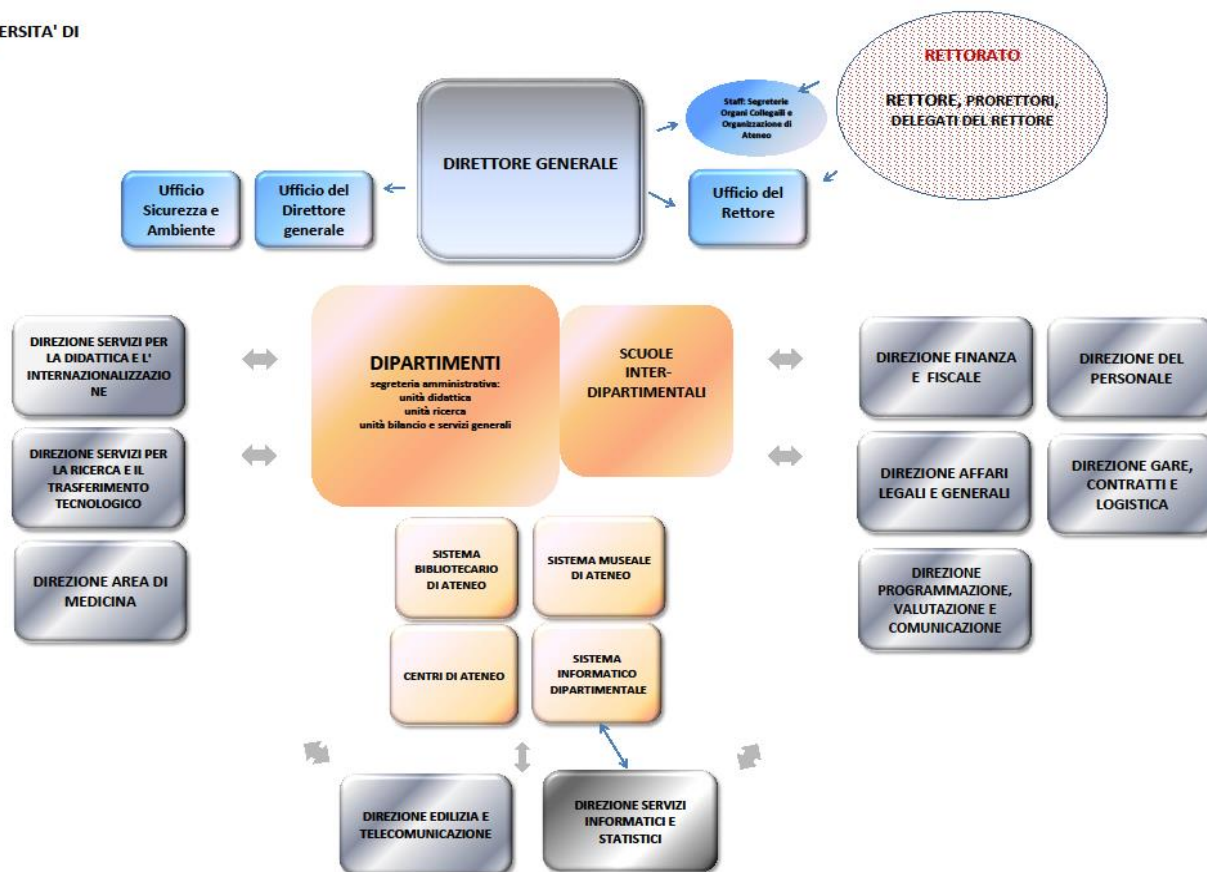 ERSITA' DI
RETTORATO
RETTORE, PRORETTORI,
DELEGATI DEL RETTORE
Staff: Segreterie
Organi Collegaili e
Organizzazione di
Ateneo
DIRETTORE GENERALE
Ufficio
Sicurezza e
Ambiente
Ufficio del
Direttore
generale
Ufficio del
Rettore
DIREZIONE SERVIZI PER
LA DIDATTICA E L'
INTERNAZIONALIZZAZIO
NE
DIPARTIMENTI
segreteria amministrativa:
unità didattica
unità ricerca
unità bilancio e servizi generali
SCUOLE
INTER-
DIPARTIMENTALI
DIREZIONE FINANZA
E FISCALE
DIREZIONE DEL
PERSONALE
DIREZIONE SERVIZI PER
LA RICERCA E IL
TRASFERIMENTO
TECNOLOGICO
DIREZIONE AFFARI
LEGALI E GENERALI
DIREZIONE GARE,
CONTRATTI E
LOGISTICA
DIREZIONE AREA DI
MEDICINA
SISTEMA
BIBLIOTECARIO
DI ATENEO
SISTEMA MUSEALE
DI ATENEO
DIREZIONE
PROGRAMMAZIONE,
VALUTAZIONE E
COMUNICAZIONE
CENTRI DI ATENEO
SISTEMA
INFORMATICO
DIPARTIMENTALE
DIREZIONE EDILIZIA E
TELECOMUNICAZIONE
DIREZIONE SERVIZI
INFORMATICI E
STATISTICI